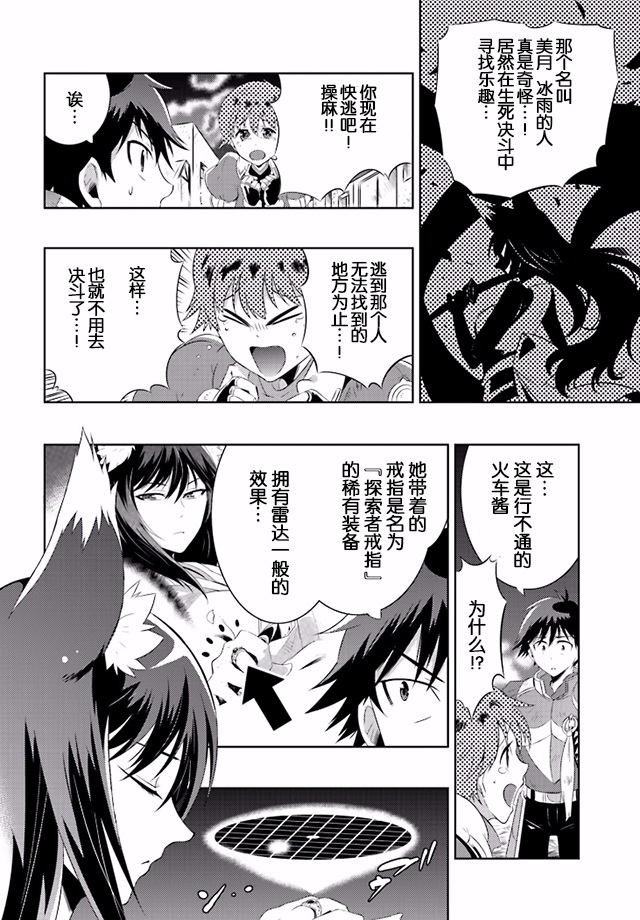 那个名叫
美月 冰雨的人
真是奇怪…!
居然在生死决斗中
寻找乐趣…
你现在
快逃吧!
操麻!!
诶…
逃到那个人
无法找到的
地方为止…!
这样…
也就不用去
决斗了…!
这…
这是行不通的
火车酱
为什么!?
她带着的
戒指是名为
『探索者戒指』
的稀有装备
拥有雷达一般的
效果…